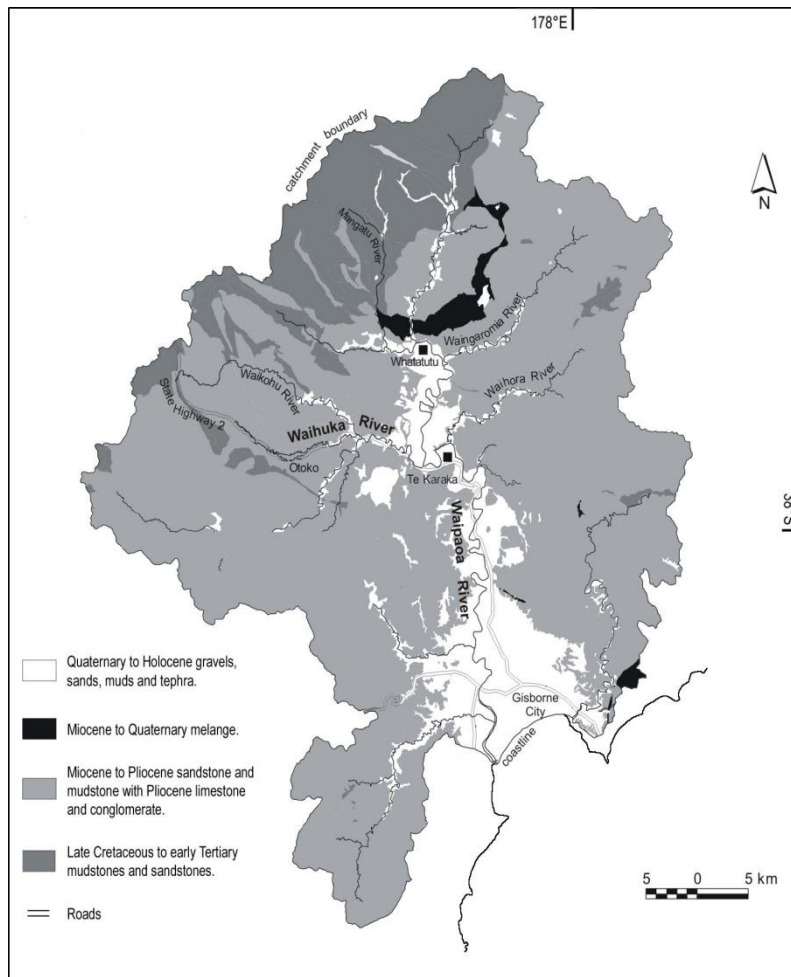 178°E
catchment boundary
N
Mangatu River
Waingaromia River
Whatatutu
Waihora River
Waikohu River
State Highway 2
Waihuka River
Otoko
Te Karaka
38°S
Waipaoa River
Quaternary to Holocene gravels,
sands, muds and tephra.
Gisborne
City
Miocene to Quaternary melange.
coastline
Miocene to Pliocene sandstone and
mudstone with Pliocene limestone
and conglomerate.
Late Cretaceous to early Tertiary
mudstones and sandstones.
5 0 5 km
Roads